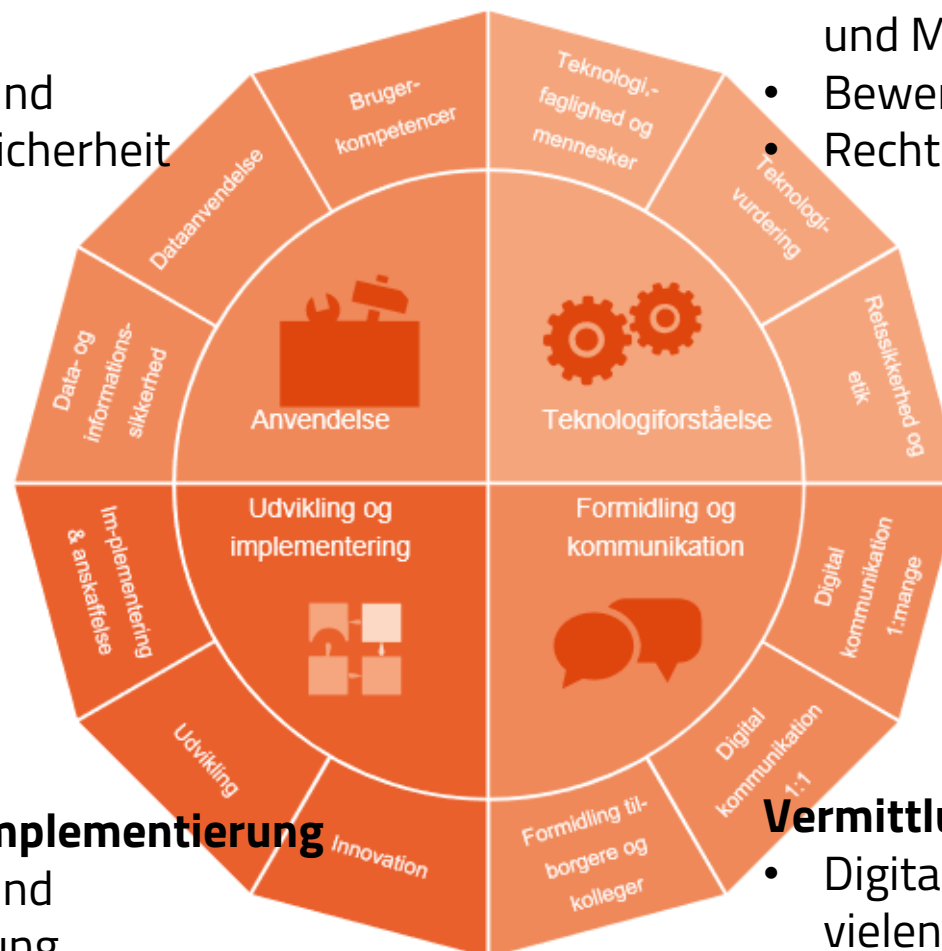 und M
Bewer
Recht
nd
icherheit
Teknologi,-
faglighed og
mennesker
Teknologi-
vurdering
Retssikkerhed og
etik
Digital
kommunikation
1:mange
Digital
kommunikation
1:1
Formidling til-
borgere og
kolleger
Innovation
Udvikling
Im-plementering
& anskaffelse
Data- og
informations-
sikkerhed
Dataanvendelse
Bruger-
kompetencer
Anvendelse
Teknologiforståelse
Udvikling og
implementering
Formidling og
kommunikation
mplementierung
nd
ung
Vermittlu
Digita
vielen